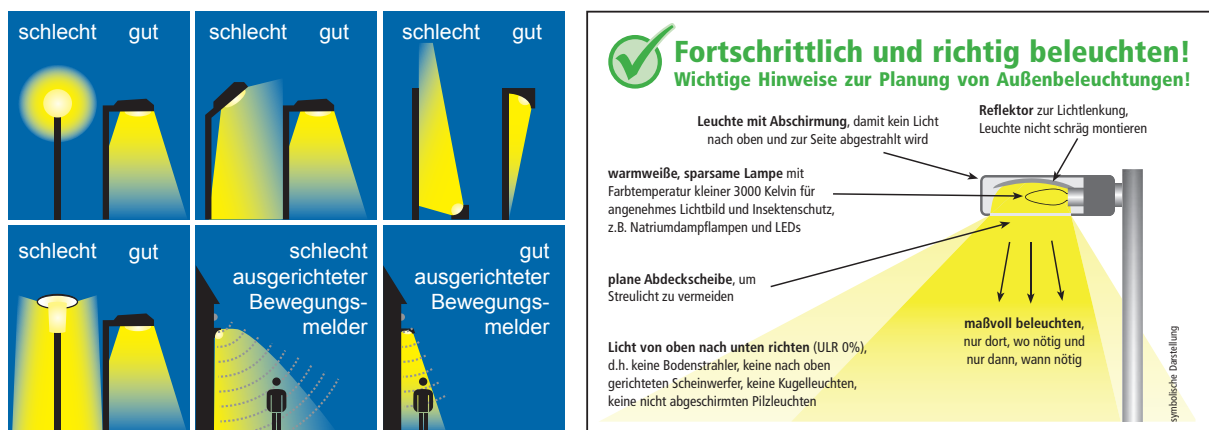 schlecht gut
schlecht gut
schlecht gut
schlecht gut
schlecht
ausgerichteter
Bewegungs-
melder
gut
ausgerichteter
Bewegungs-
melder
Fortschrittlich und richtig beleuchten!
Wichtige Hinweise zur Planung von Außenbeleuchtungen!
Leuchte mit Abschirmung, damit kein Licht
nach oben und zur Seite abgestrahlt wird
Reflektor zur Lichtlenkung,
Leuchte nicht schräg montieren
warmweiße, sparsame Lampe mit
Farbtemperatur kleiner 3000 Kelvin für
angenehmes Lichtbild und Insektenschutz,
z.B. Natriumdampflampen und LEDs
plane Abdeckscheibe, um
Streulicht zu vermeiden
maßvoll beleuchten,
nur dort, wo nötig und
nur dann, wann nötig
Licht von oben nach unten richten (ULR 0%),
d.h. keine Bodenstrahler, keine nach oben
gerichteten Scheinwerfer, keine Kugelleuchten,
keine nicht abgeschirmten Pilzleuchten
symbolische Darstellung